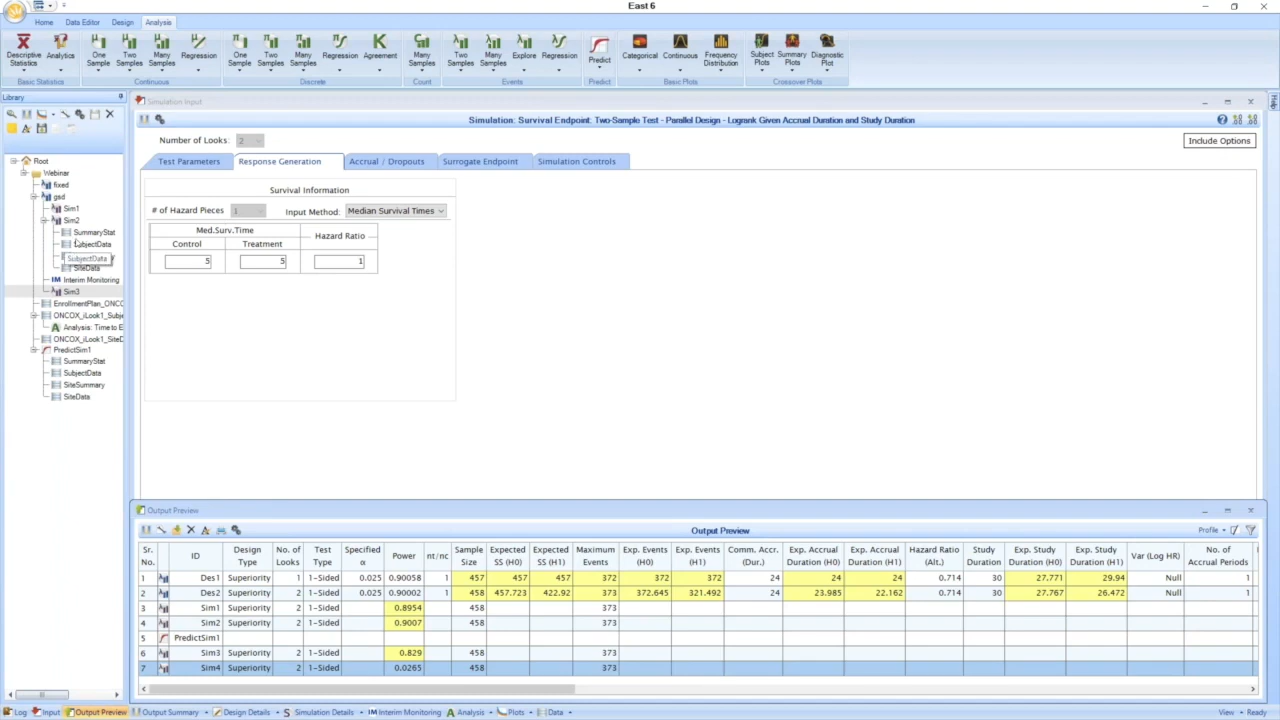 East 6
Home Data Editor Design Analysis
Descriptive Statistics Analytics One Sample Two Samples Many Samples Regression One Sample Two Samples Many Samples Regression Agreement Many Samples Two Samples Many Samples Explore Regression Predict Categorical Continuous Frequency Distribution Subject Plots Summary Plots Diagnostic Plot
Basic Statistics Continuous Discrete Count Events Predict Basic Plots Crossover Plots
Library
Simulation Input
Help
Simulation: Survival Endpoint: Two-Sample Test - Parallel Design - Logrank Given Accrual Duration and Study Duration
Number of Looks: 2
Include Options
Test Parameters Response Generation Accrual / Dropouts Surrogate Endpoint Simulation Controls
Root
Webinar
fixed
gsd
Sim1
Sim2
SummaryStat
SubjectData
SubjectData
SiteData
Interim Monitoring
Sim3
EnrollmentPlan_ONCO
ONCOX_iLook1_Subje
Analysis: Time to E
ONCOX_iLook1_SiteD
PredictSim1
SummaryStat
SubjectData
SiteSummary
SiteData
Survival Information
# of Hazard Pieces 1 Input Method: Median Survival Times
Med.Surv.Time Hazard Ratio
Control Treatment
5 5 1
Output Preview
Output Preview
Profile
Sr. No. ID Design Type No. of Looks Test Type Specified α Power nt/nc Sample Size Expected SS (H0) Expected SS (H1) Maximum Events Exp. Events (H0) Exp. Events (H1) Comm. Accr. (Dur.) Exp. Accrual Duration (H0) Exp. Accrual Duration (H1) Hazard Ratio (Alt.) Study Duration Exp. Study Duration (H0) Exp. Study Duration (H1) Var (Log HR) No. of Accrual Periods
1 Des1 Superiority 1 1-Sided 0.025 0.90058 1 457 457 457 372 372 372 24 24 24 0.714 30 27.771 29.94 Null 1
2 Des2 Superiority 2 1-Sided 0.025 0.90002 1 458 457.723 422.92 373 372.645 321.492 24 23.985 22.162 0.714 30 27.767 26.472 Null 1
3 Sim1 Superiority 2 1-Sided 0.8954 458 373
4 Sim2 Superiority 2 1-Sided 0.9007 458 373
5 PredictSim1
6 Sim3 Superiority 2 1-Sided 0.829 458 373
7 Sim4 Superiority 2 1-Sided 0.0265 458 373
Log Input Output Preview Output Summary Design Details S Simulation Details IM Interim Monitoring Analysis Plots Data View Ready